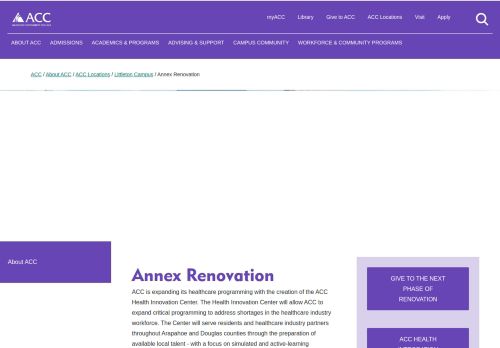 ACC
myACC Library Give to ACC ACC Locations Visit Apply
ABOUT ACC ADMISSIONS ACADEMICS & PROGRAMS ADVISING & SUPPORT CAMPUS COMMUNITY WORKFORCE & COMMUNITY PROGRAMS
ACC / About ACC / ACC Locations / Littleton Campus / Annex Renovation
About ACC
Annex Renovation
ACC is expanding its healthcare programming with the creation of the ACC
Health Innovation Center. The Health Innovation Center will allow ACC to
expand critical programming to address shortages in the healthcare industry
workforce. The Center will serve residents and healthcare industry partners
throughout Arapahoe and Douglas counties through the preparation of
available local talent - with a focus on simulated and active-learning
GIVE TO THE NEXT
PHASE OF
RENOVATION
ACC HEALTH